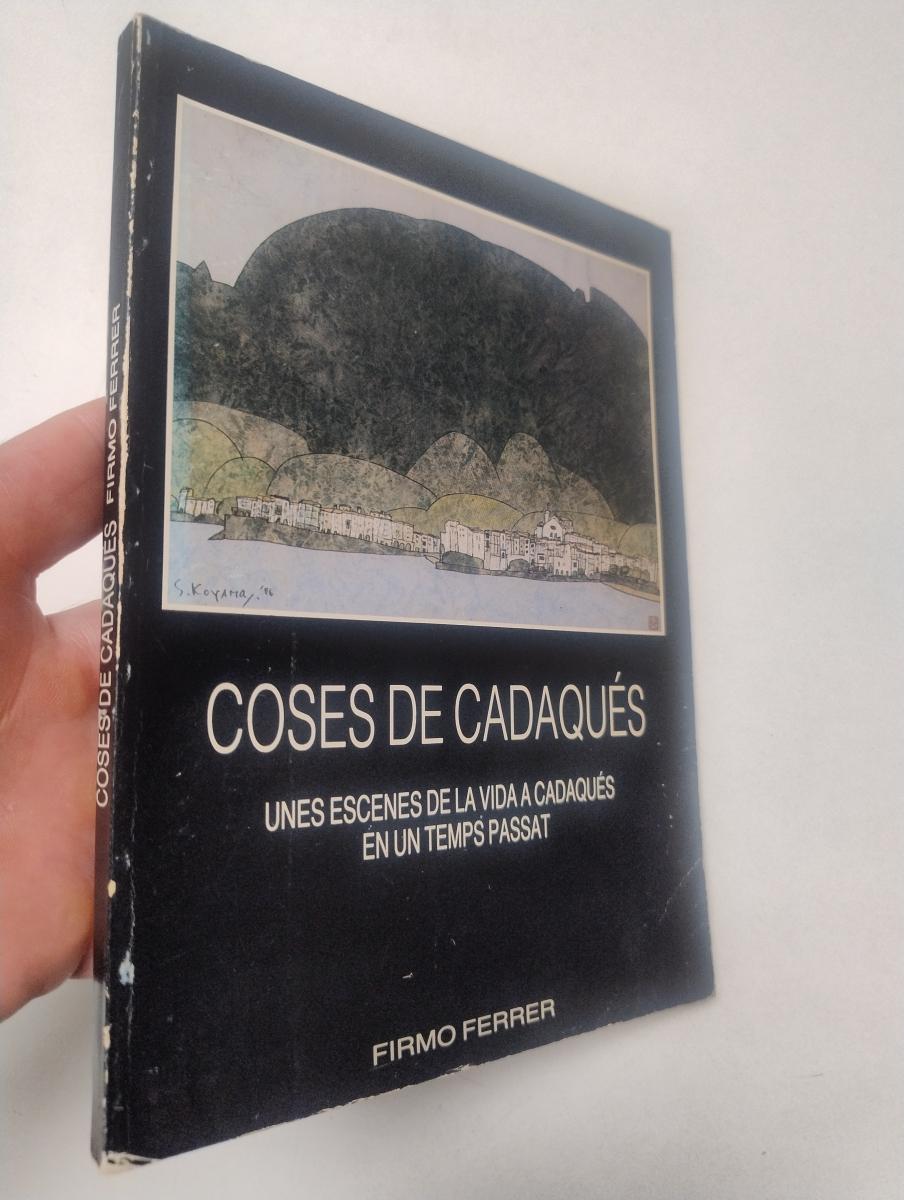 COSES DE CADAQUÉS FIRMO FERRER
S. KOYAMA, '86
COSES DE CADAQUÉS
UNES ESCENES DE LA VIDA A CADAQUÉS
EN UN TEMPS PASSAT
FIRMO FERRER